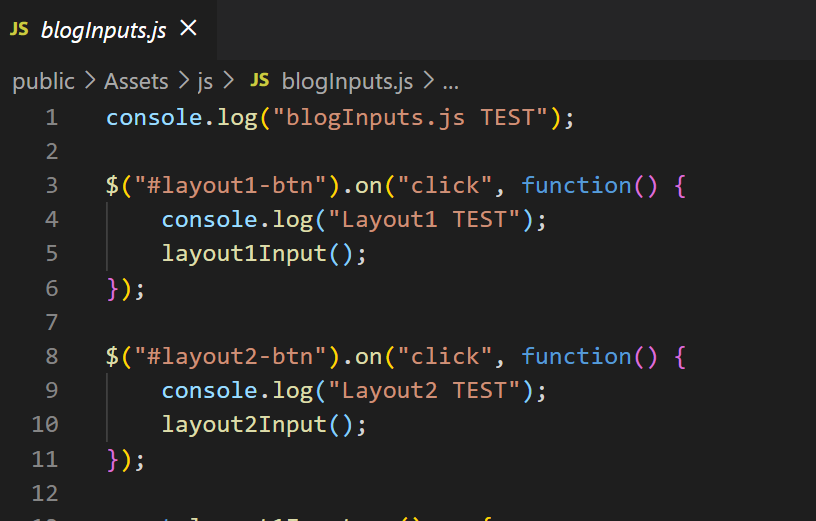 JS blogInputs.js ×
public > Assets > js > JS blogInputs.js > ...
1 console.log("blogInputs.js TEST");
2
3 $("#layout1-btn").on("click", function() {
4 console.log("Layout1 TEST");
5 layout1Input();
6 });
7
8 $("#layout2-btn").on("click", function() {
9 console.log("Layout2 TEST");
10 layout2Input();
11 });
12